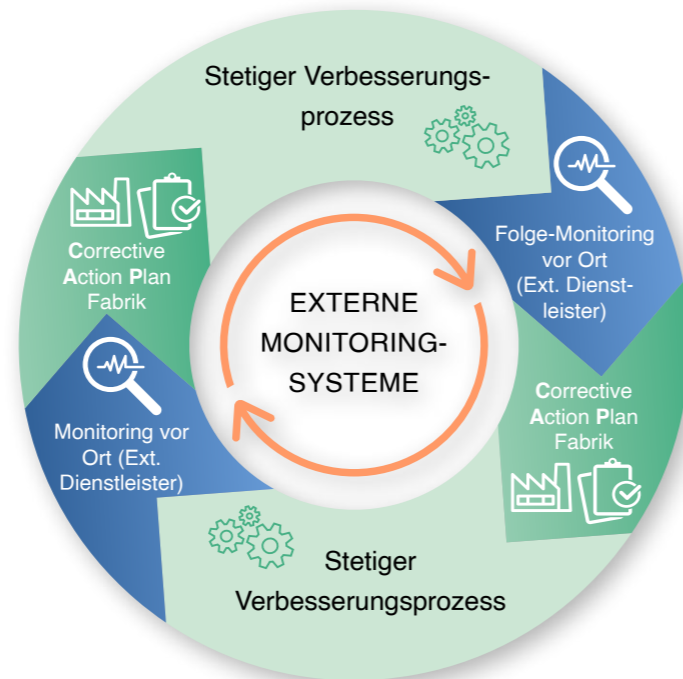 Stetiger Verbesserungs-
prozess
Folge-Monitoring
vor Ort
(Ext. Dienst-
leister)
Corrective
Action Plan
Fabrik
Stetiger
Verbesserungsprozess
Monitoring vor
Ort (Ext.
Dienstleister)
Corrective
Action Plan
Fabrik
EXTERNE
MONITORING-
SYSTEME